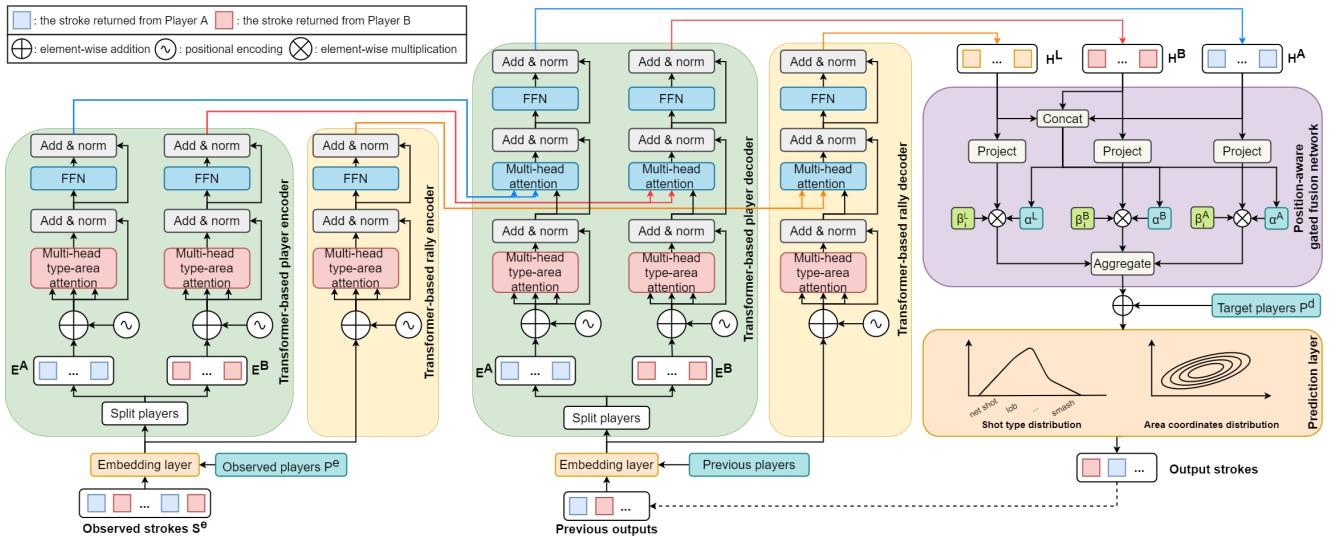 : the stroke returned from Player A : the stroke returned from Player B
: element-wise addition : positional encoding : element-wise multiplication
Add & norm
FFN
Add & norm
Multi-head type-area attention
Add & norm
FFN
Add & norm
Multi-head type-area attention
E^A
...
E^B
...
Split players
Transformer-based player encoder
Add & norm
FFN
Add & norm
Multi-head type-area attention
Transformer-based rally encoder
Embedding layer
Observed players P^e
...
Observed strokes S^e
Add & norm
FFN
Add & norm
Multi-head attention
Add & norm
Multi-head type-area attention
Add & norm
FFN
Add & norm
Multi-head attention
Add & norm
Multi-head type-area attention
E^A
...
E^B
...
Split players
Transformer-based player decoder
Add & norm
FFN
Add & norm
Multi-head attention
Add & norm
Multi-head type-area attention
Transformer-based rally decoder
Embedding layer
Previous players
...
Previous outputs
... H^L
... H^B
... H^A
Concat
Project Project Project
β_i^L α^L β_i^B α^B β_i^A α^A
Aggregate
Position-aware gated fusion network
Target players P^d
net shot lob ... smash
Shot type distribution
Area coordinates distribution
Prediction layer
... Output strokes